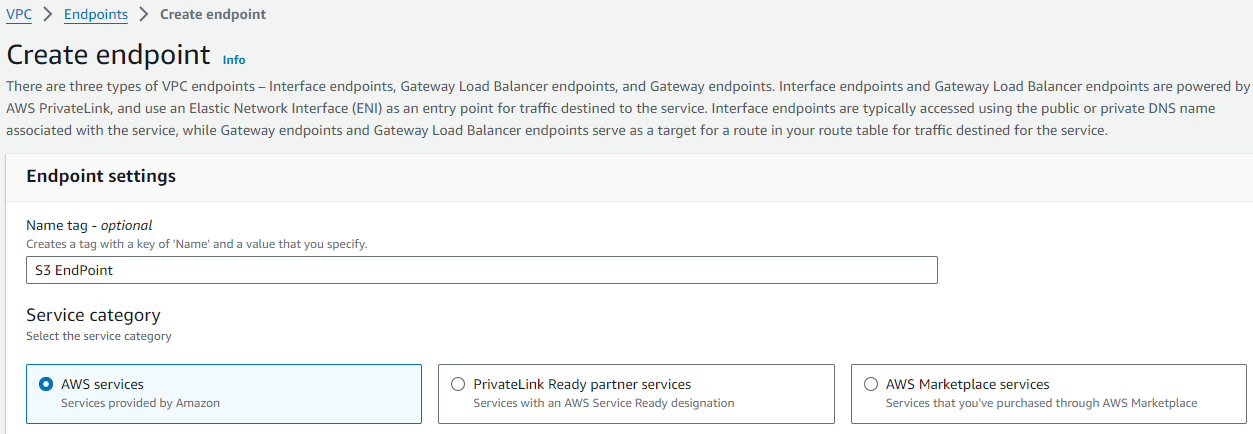 VPC > Endpoints > Create endpoint
Create endpoint Info
There are three types of VPC endpoints – Interface endpoints, Gateway Load Balancer endpoints, and Gateway endpoints. Interface endpoints and Gateway Load Balancer endpoints are powered by
AWS PrivateLink, and use an Elastic Network Interface (ENI) as an entry point for traffic destined to the service. Interface endpoints are typically accessed using the public or private DNS name
associated with the service, while Gateway endpoints and Gateway Load Balancer endpoints serve as a target for a route in your route table for traffic destined for the service.
Endpoint settings
Name tag - optional
Creates a tag with a key of 'Name' and a value that you specify.
S3 EndPoint
Service category
Select the service category
AWS services
Services provided by Amazon
PrivateLink Ready partner services
Services with an AWS Service Ready designation
AWS Marketplace services
Services that you've purchased through AWS Marketplace